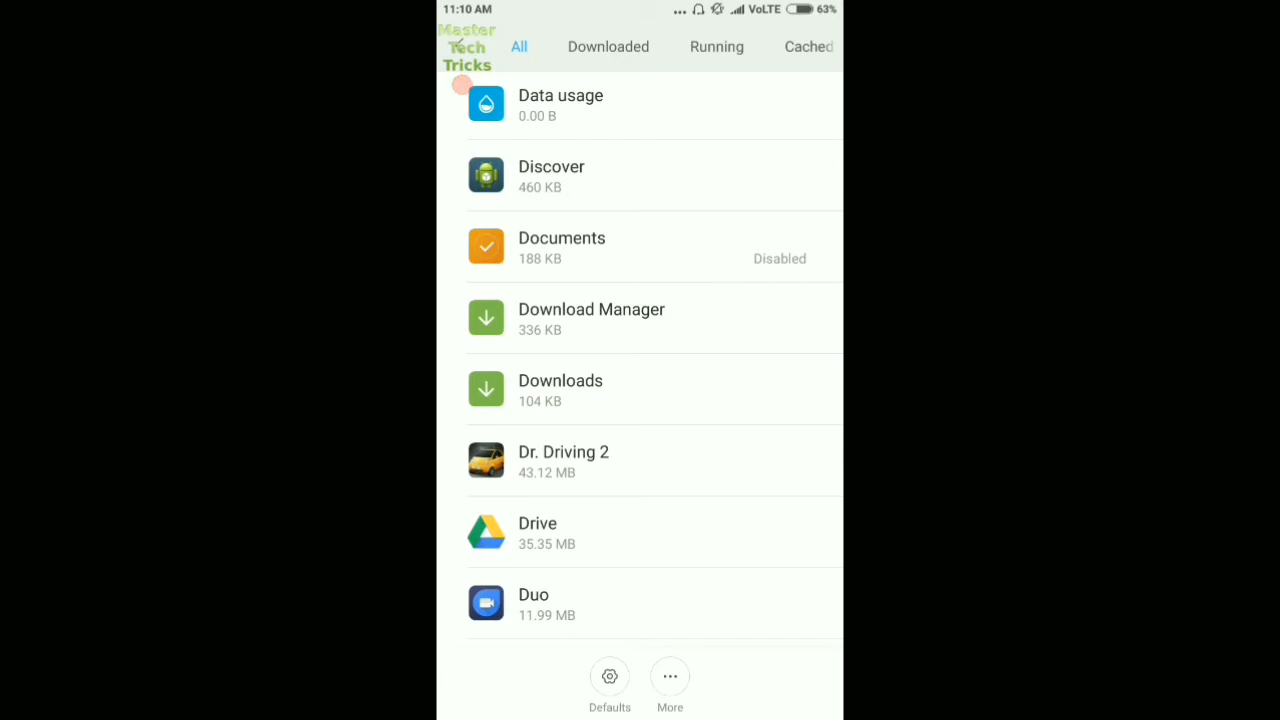 11:10 AM
VoLTE 63%
Master
Tech
Tricks
All Downloaded Running Cached
Data usage
0.00 B
Discover
460 KB
Documents
188 KB
Disabled
Download Manager
336 KB
Downloads
104 KB
Dr. Driving 2
43.12 MB
Drive
35.35 MB
Duo
11.99 MB
Defaults More